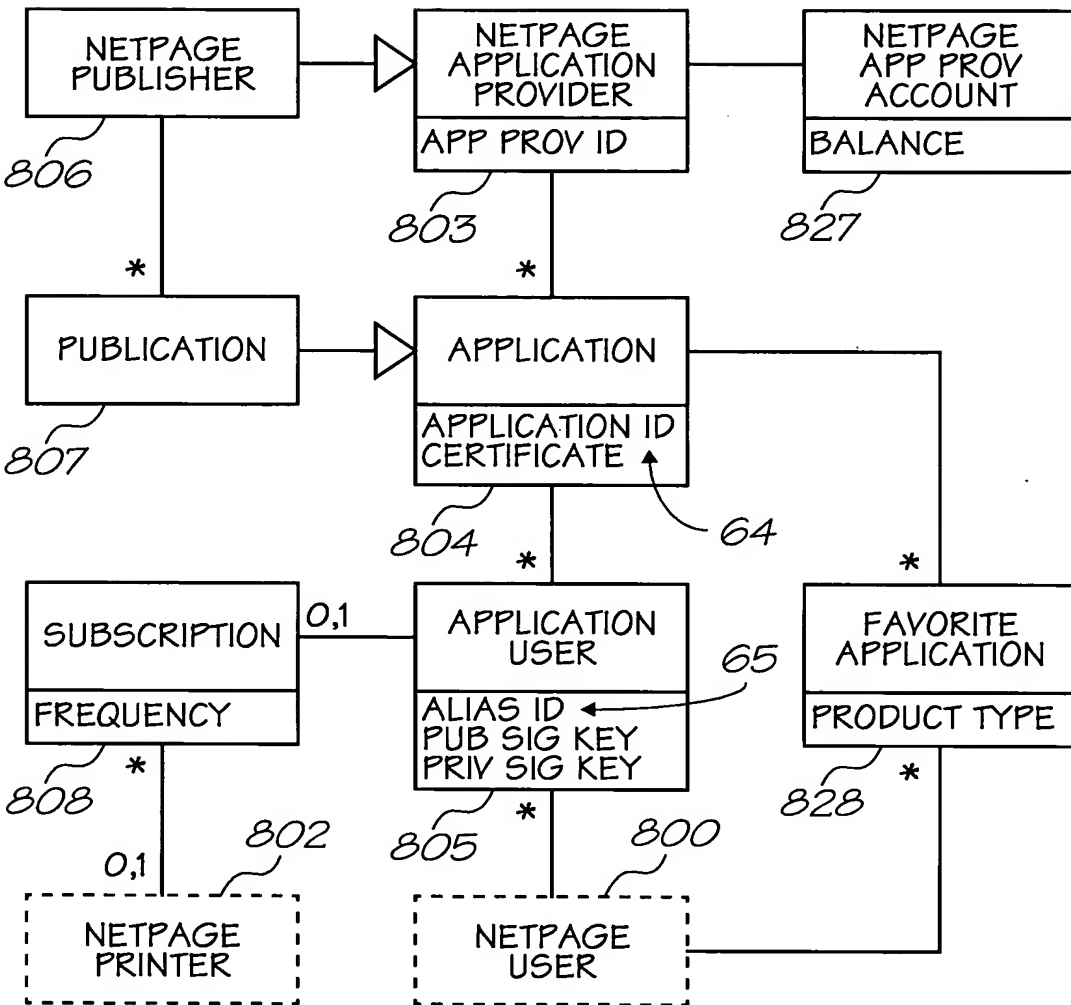 NETPAGE
PUBLISHER
NETPAGE
APPLICATION
PROVIDER
APP PROV ID
NETPAGE
APP PROV
ACCOUNT
BALANCE
806
803
827
*
*
PUBLICATION
APPLICATION
APPLICATION ID
CERTIFICATE
807
804
64
*
*
SUBSCRIPTION
FREQUENCY
0,1
APPLICATION
USER
ALIAS ID
PUB SIG KEY
PRIV SIG KEY
65
FAVORITE
APPLICATION
PRODUCT TYPE
808
*
805
*
828
*
802
800
0,1
NETPAGE
PRINTER
NETPAGE
USER